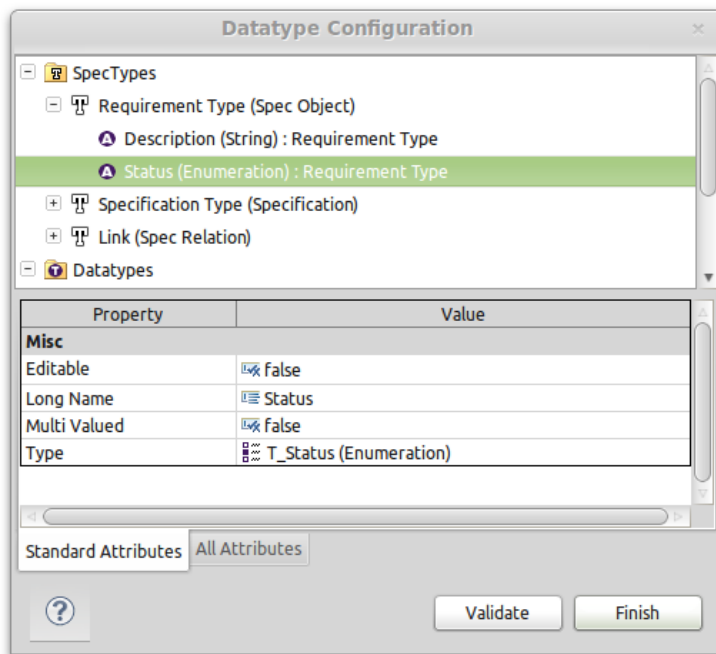 Datatype Configuration
SpecTypes
Requirement Type (Spec Object)
Description (String) : Requirement Type
Status (Enumeration) : Requirement Type
Specification Type (Specification)
Link (Spec Relation)
Datatypes
Property Value
Misc
Editable false
Long Name Status
Multi Valued false
Type T_Status (Enumeration)
Standard Attributes All Attributes
? Validate Finish